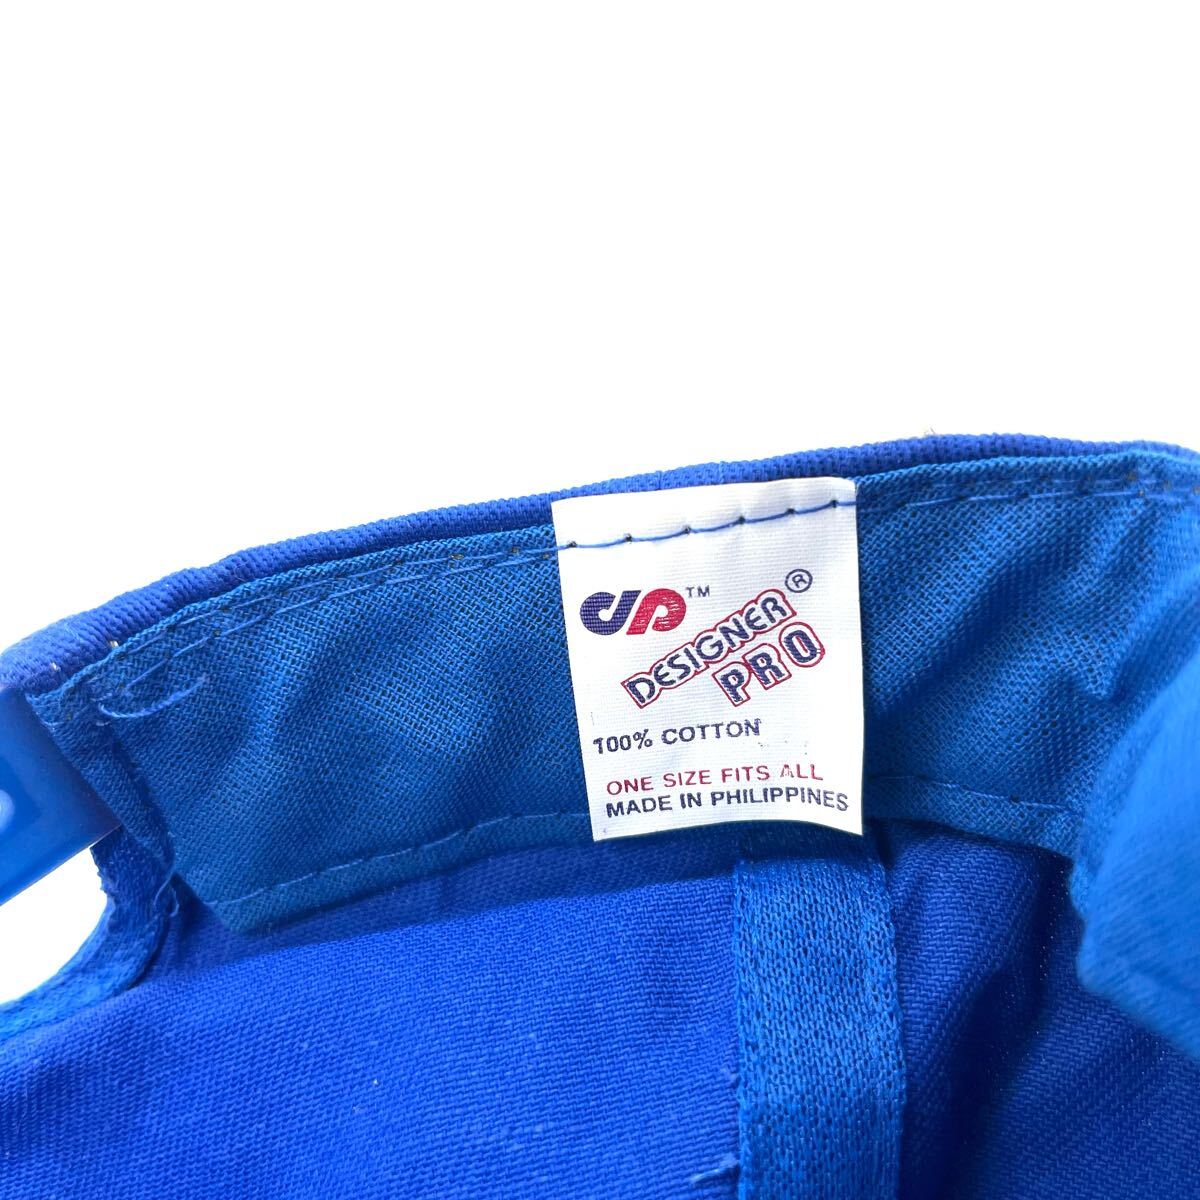 DP™
DESIGNER®
PRO
100% COTTON
ONE SIZE FITS ALL
MADE IN PHILIPPINES